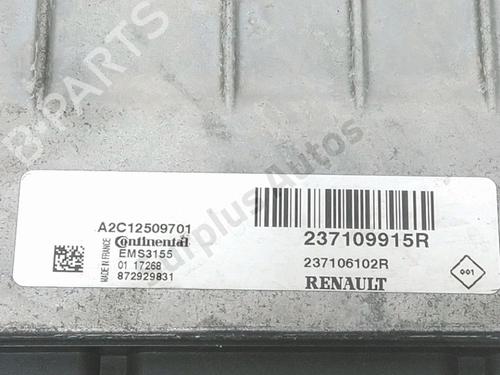 B-PARTS
Surplus Autos
A2C12509701
Continental
EMS3155
01 17268
872929831
MADE IN FRANCE
237109915R
237106102R
RENAULT
001